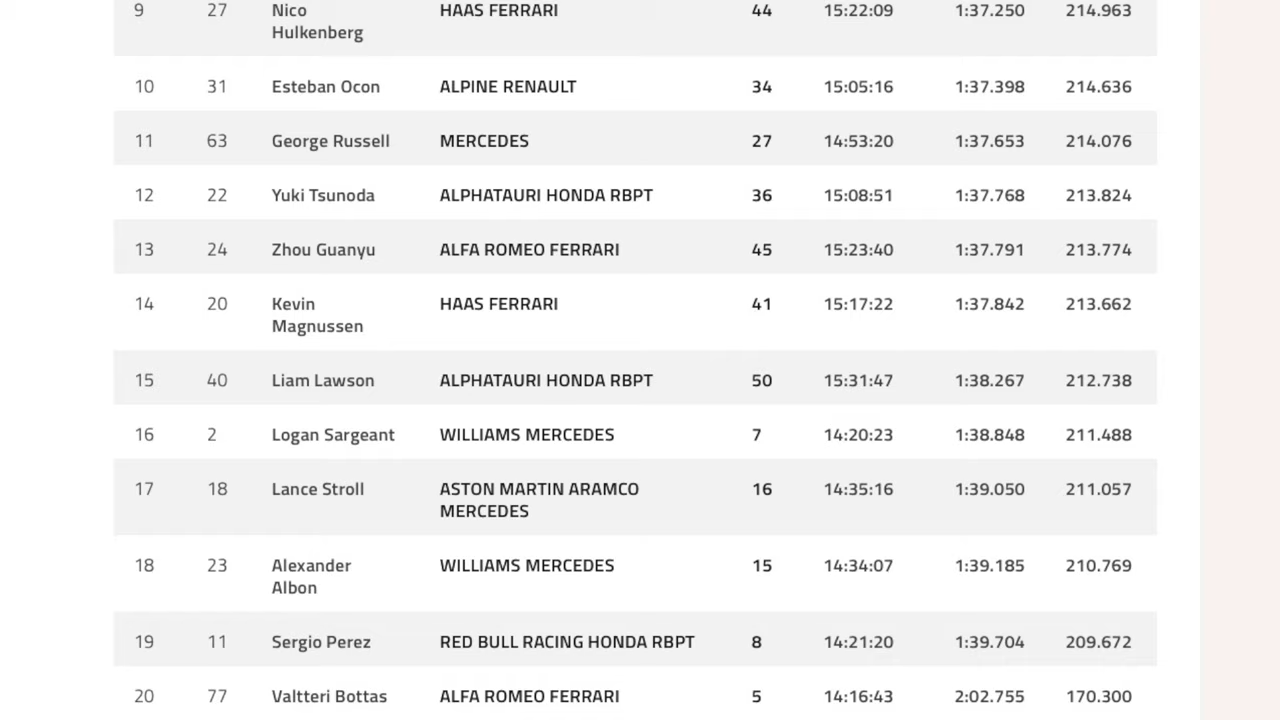 9 27 Nico HAAS FERRARI 44 15:22:09 1:37.250 214.963
Hulkenberg
10 31 Esteban Ocon ALPINE RENAULT 34 15:05:16 1:37.398 214.636
11 63 George Russell MERCEDES 27 14:53:20 1:37.653 214.076
12 22 Yuki Tsunoda ALPHATAURI HONDA RBPT 36 15:08:51 1:37.768 213.824
13 24 Zhou Guanyu ALFA ROMEO FERRARI 45 15:23:40 1:37.791 213.774
14 20 Kevin HAAS FERRARI 41 15:17:22 1:37.842 213.662
Magnussen
15 40 Liam Lawson ALPHATAURI HONDA RBPT 50 15:31:47 1:38.267 212.738
16 2 Logan Sargeant WILLIAMS MERCEDES 7 14:20:23 1:38.848 211.488
17 18 Lance Stroll ASTON MARTIN ARAMCO 16 14:35:16 1:39.050 211.057
MERCEDES
18 23 Alexander WILLIAMS MERCEDES 15 14:34:07 1:39.185 210.769
Albon
19 11 Sergio Perez RED BULL RACING HONDA RBPT 8 14:21:20 1:39.704 209.672
20 77 Valtteri Bottas ALFA ROMEO FERRARI 5 14:16:43 2:02.755 170.300